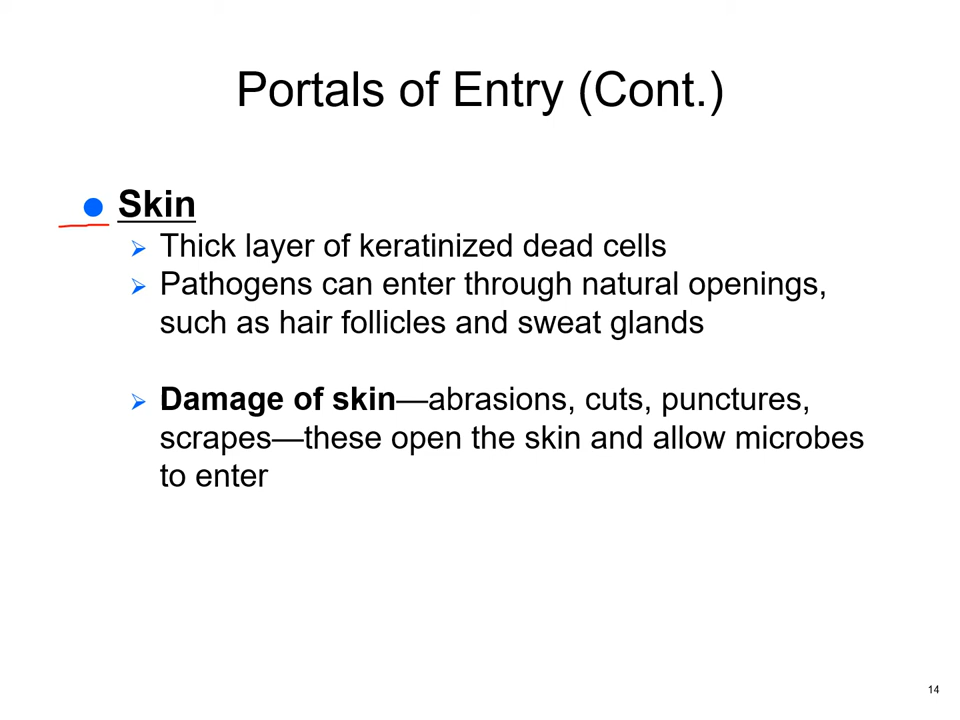 Portals of Entry (Cont.)
Skin
Thick layer of keratinized dead cells
Pathogens can enter through natural openings,
such as hair follicles and sweat glands
Damage of skin—abrasions, cuts, punctures,
scrapes—these open the skin and allow microbes
to enter
14